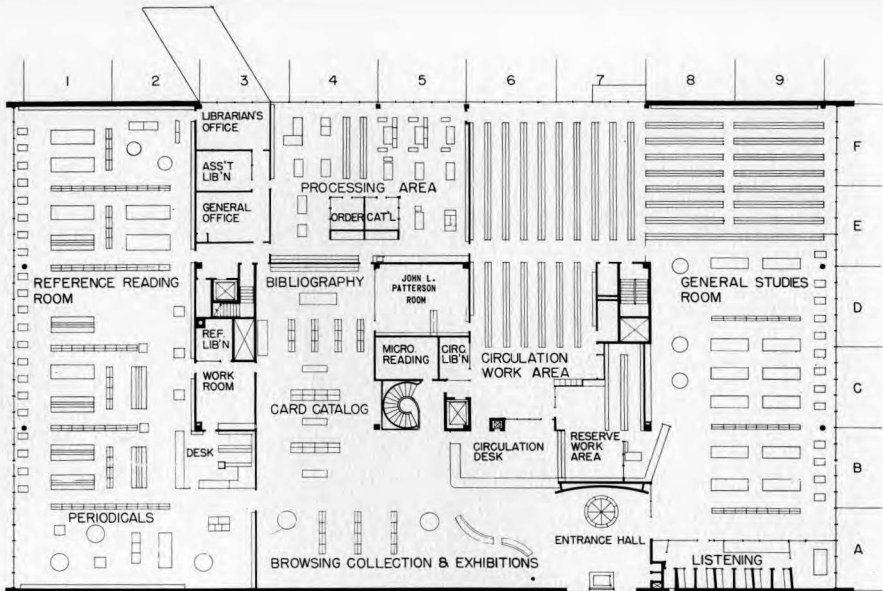 1 2 3 4 5 6 7 8 9
LIBRARIAN'S
OFFICE
ASS'T
LIB'N
GENERAL
OFFICE
PROCESSING AREA
ORDER CAT'L
F
E
REFERENCE READING
ROOM
BIBLIOGRAPHY
JOHN L.
PATTERSON
ROOM
GENERAL STUDIES
ROOM
D
REF.
LIB'N
WORK
ROOM
MICRO.
READING
CIRC.
LIB'N
CIRCULATION
WORK AREA
C
CARD CATALOG
DESK
CIRCULATION
DESK
RESERVE
WORK
AREA
B
PERIODICALS
ENTRANCE HALL
BROWSING COLLECTION & EXHIBITIONS
LISTENING
A